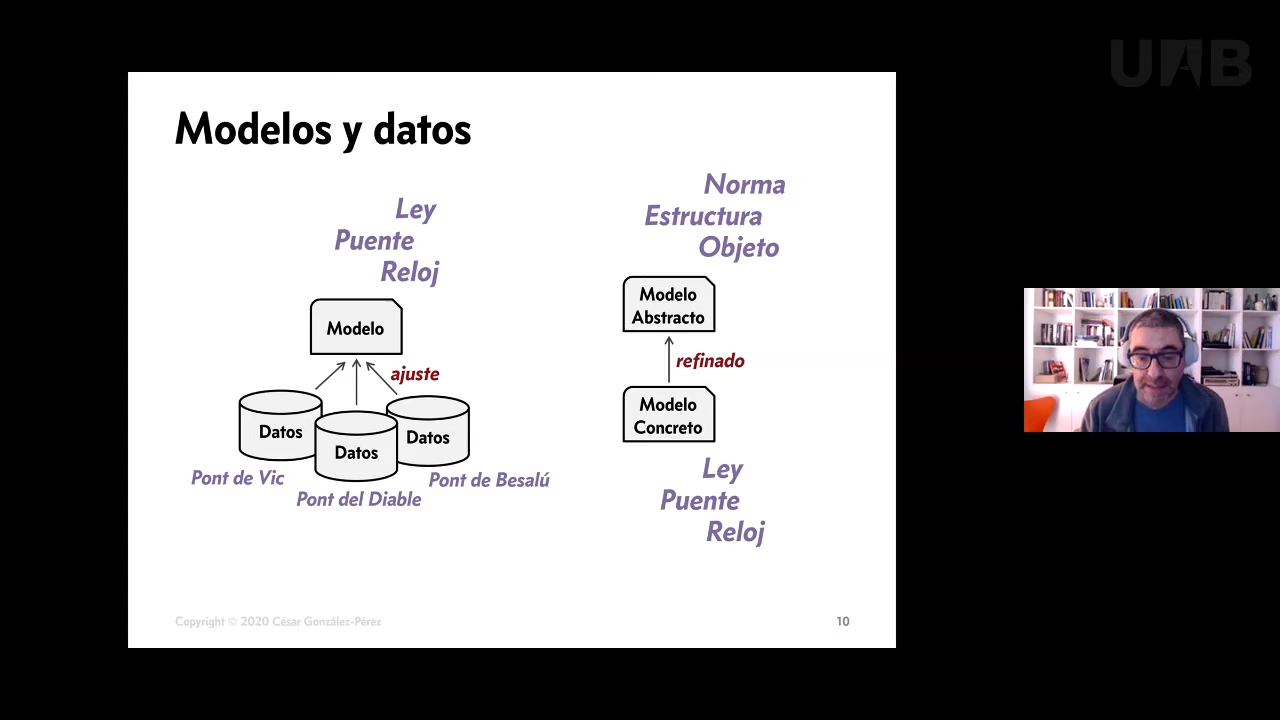 UAB
Modelos y datos
Ley
Puente
Reloj
Modelo
ajuste
Datos
Datos
Datos
Pont de Vic
Pont del Diable
Pont de Besalú
Norma
Estructura
Objeto
Modelo
Abstracto
refinado
Modelo
Concreto
Ley
Puente
Reloj
Copyright © 2020 César González-Pérez
10